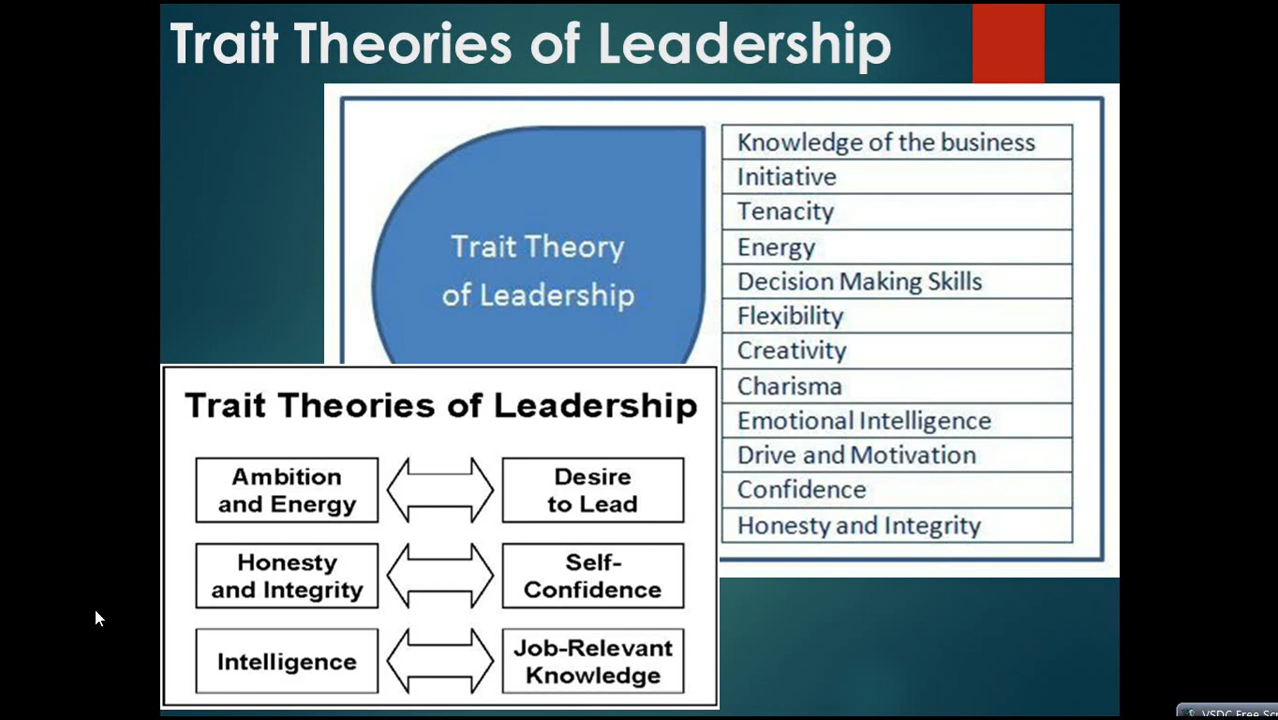 Trait Theories of Leadership
Trait Theory
of Leadership
Knowledge of the business
Initiative
Tenacity
Energy
Decision Making Skills
Flexibility
Creativity
Charisma
Emotional Intelligence
Drive and Motivation
Confidence
Honesty and Integrity
Trait Theories of Leadership
Ambition
and Energy
Desire
to Lead
Honesty
and Integrity
Self-
Confidence
Intelligence
Job-Relevant
Knowledge
VSDC Free